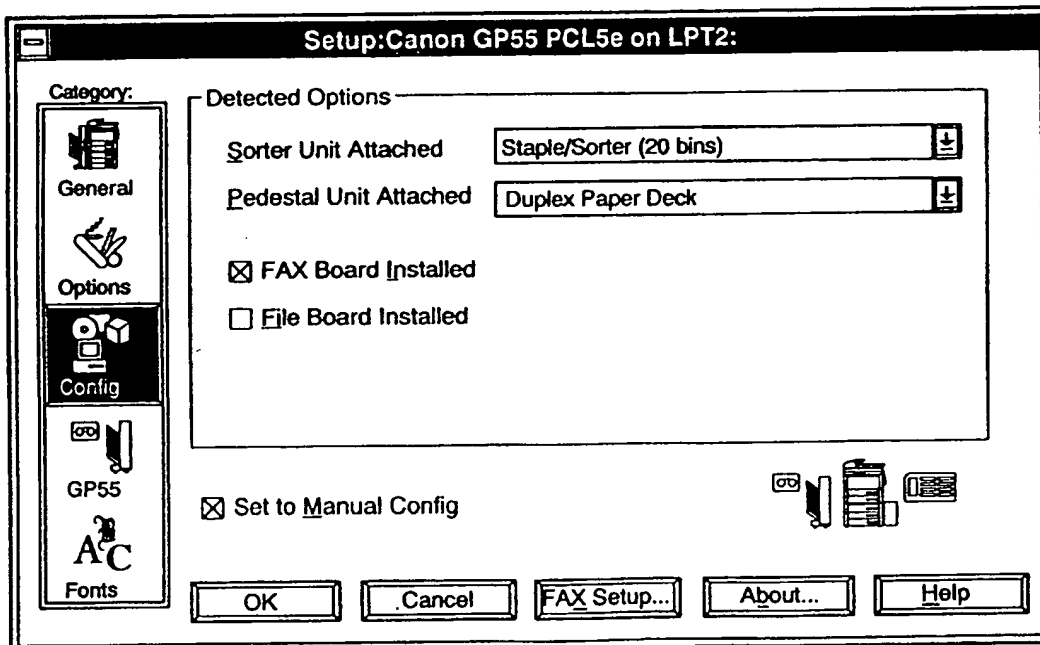 Setup:Canon GP55 PCL5e on LPT2:
Category:
General
Options
Config
GP55
Fonts
Detected Options
Sorter Unit Attached Staple/Sorter (20 bins)
Pedestal Unit Attached Duplex Paper Deck
FAX Board Installed
File Board Installed
Set to Manual Config
OK Cancel FAX Setup... About... Help